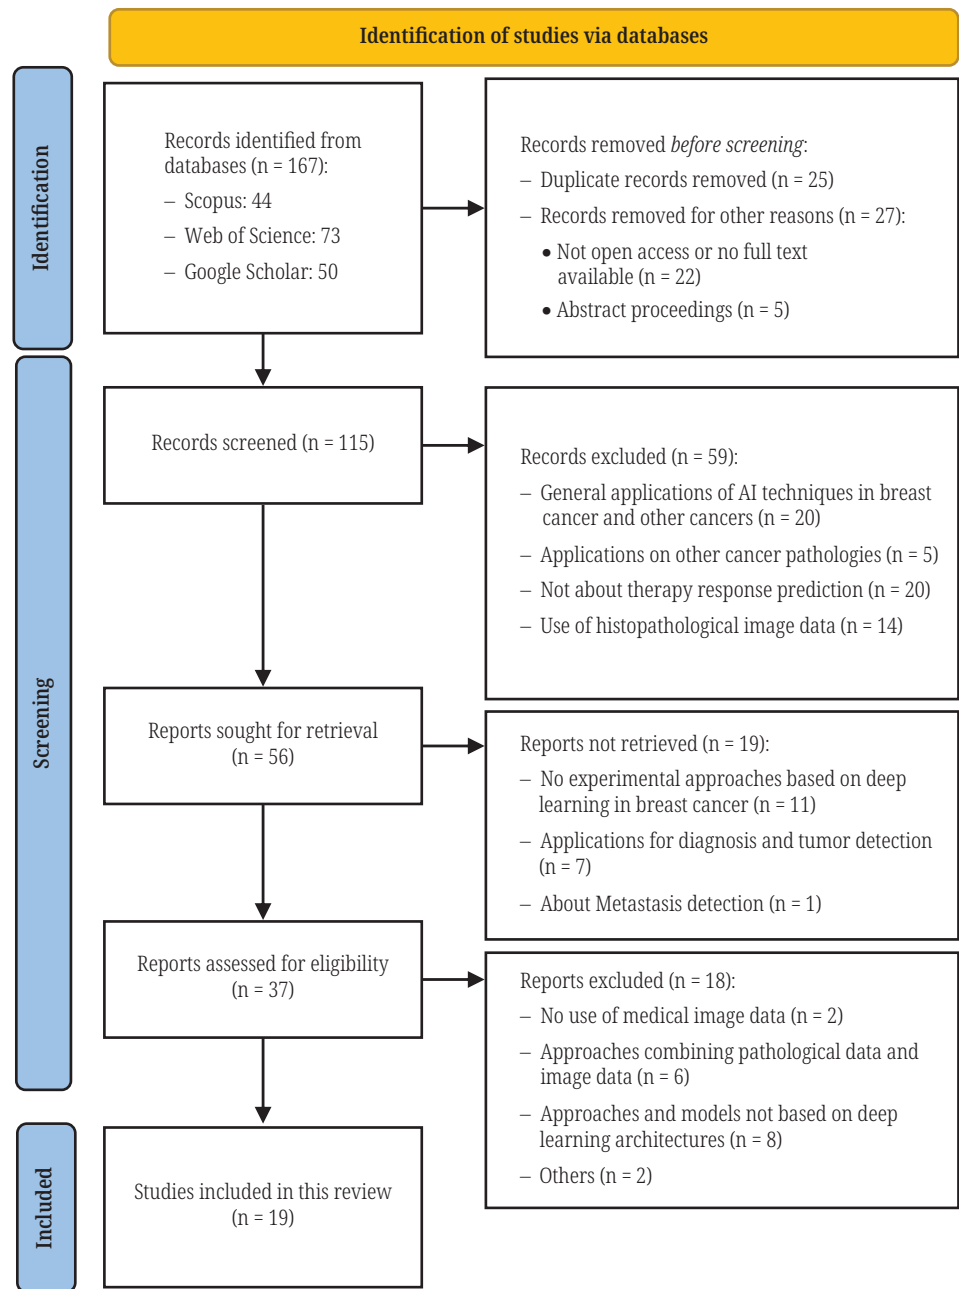 Identification of studies via databases
Identification
Records identified from
databases (n = 167):
– Scopus: 44
– Web of Science: 73
– Google Scholar: 50
Records removed before screening:
– Duplicate records removed (n = 25)
– Records removed for other reasons (n = 27):
• Not open access or no full text
available (n = 22)
• Abstract proceedings (n = 5)
Screening
Records screened (n = 115)
Records excluded (n = 59):
– General applications of AI techniques in breast
cancer and other cancers (n = 20)
– Applications on other cancer pathologies (n = 5)
– Not about therapy response prediction (n = 20)
– Use of histopathological image data (n = 14)
Reports sought for retrieval
(n = 56)
Reports not retrieved (n = 19):
– No experimental approaches based on deep
learning in breast cancer (n = 11)
– Applications for diagnosis and tumor detection
(n = 7)
– About Metastasis detection (n = 1)
Reports assessed for eligibility
(n = 37)
Reports excluded (n = 18):
– No use of medical image data (n = 2)
– Approaches combining pathological data and
image data (n = 6)
– Approaches and models not based on deep
learning architectures (n = 8)
– Others (n = 2)
Included
Studies included in this review
(n = 19)